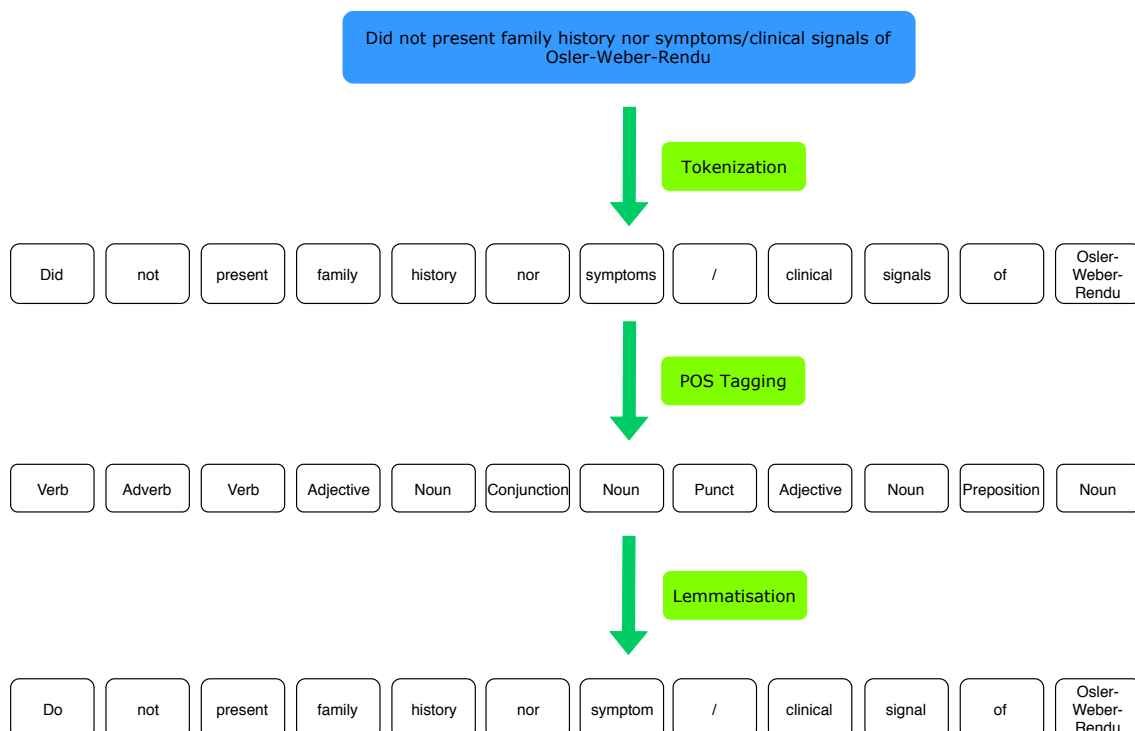 Did not present family history nor symptoms/clinical signals of
Osler-Weber-Rendu
Tokenization
Did not present family history nor symptoms / clinical signals of Osler-
Weber-
Rendu
POS Tagging
Verb Adverb Verb Adjective Noun Conjunction Noun Punct Adjective Noun Preposition Noun
Lemmatisation
Do not present family history nor symptom / clinical signal of Osler-
Weber-
Rendu